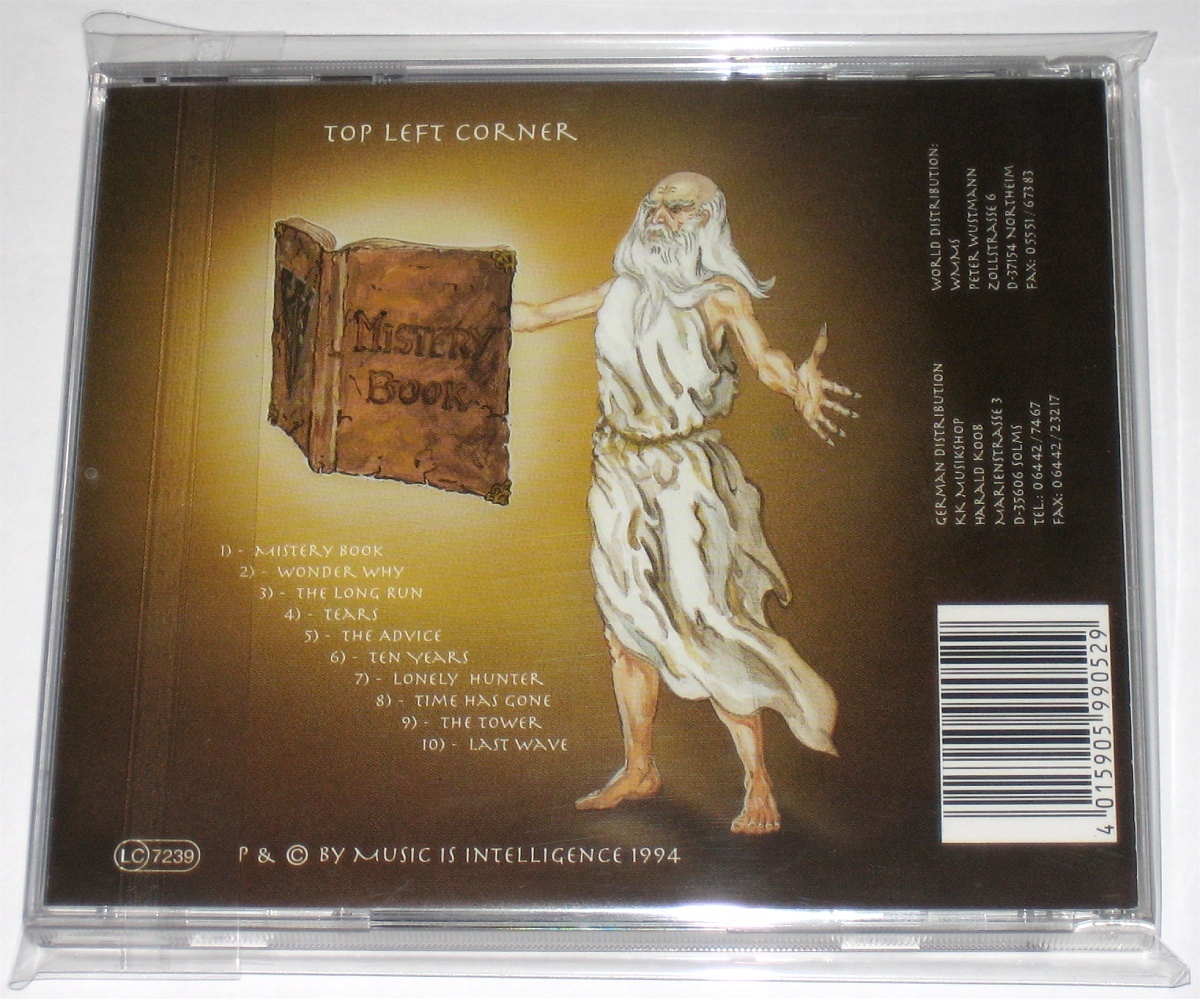 TOP LEFT CORNER
MISTERY
BOOK
1) - MISTERY BOOK
2) - WONDER WHY
3) - THE LONG RUN
4) - TEARS
5) - THE ADVICE
6) - TEN YEARS
7) - LONELY HUNTER
8) - TIME HAS GONE
9) - THE TOWER
10) - LAST WAVE
LC 7239
P & © BY MUSIC IS INTELLIGENCE 1994
WORLD DISTRIBUTION:
WMMS
PETER WUSTMANN
ZOLLSTRASSE 6
D-37154 NORTHEIM
FAX: 05551/67383
GERMAN DISTRIBUTION
KK MUSIKSHOP
HARALD KOOB
MARIENSTRASSE 3
D-35606 SOLMS
TEL.: 06442/7467
FAX: 06442/23217
4 015905 990529